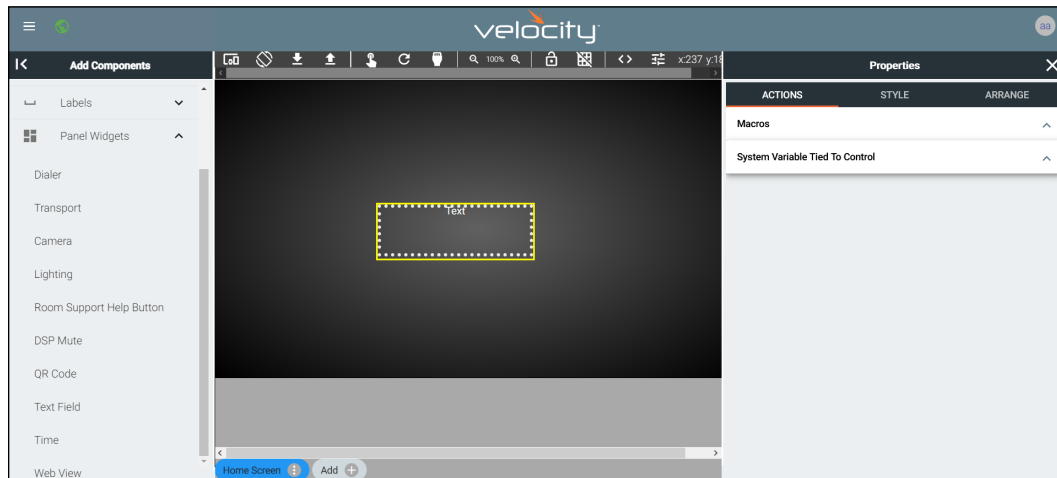 velocity
aa
Add Components
100%
x:237 y:18
Properties
Labels
ACTIONS STYLE ARRANGE
Panel Widgets
Macros
Dialer
System Variable Tied To Control
Transport
Text
Camera
Lighting
Room Support Help Button
DSP Mute
QR Code
Text Field
Time
Home Screen Add
Web View